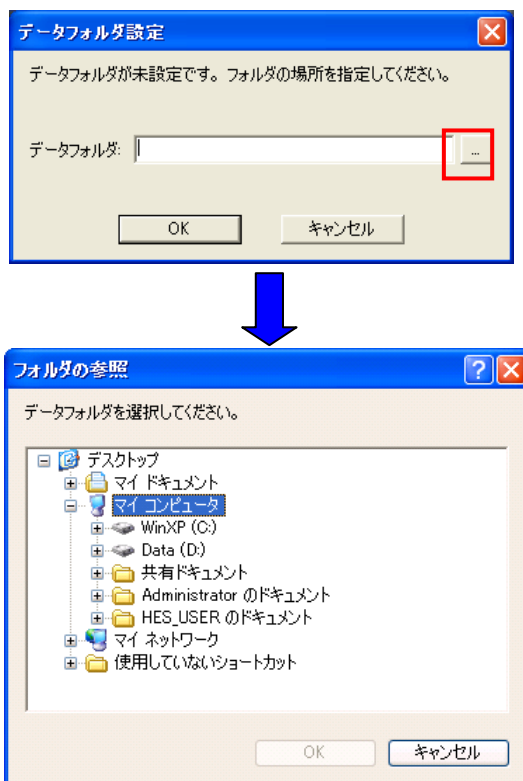 データフォルダ設定
データフォルダが未設定です。フォルダの場所を指定してください。
データフォルダ:
...
OK キャンセル
フォルダの参照
データフォルダを選択してください。
デスクトップ
マイ ドキュメント
マイ コンピュータ
WinXP (C:)
Data (D:)
共有ドキュメント
Administrator のドキュメント
HES_USER のドキュメント
マイ ネットワーク
使用していないショートカット
OK キャンセル